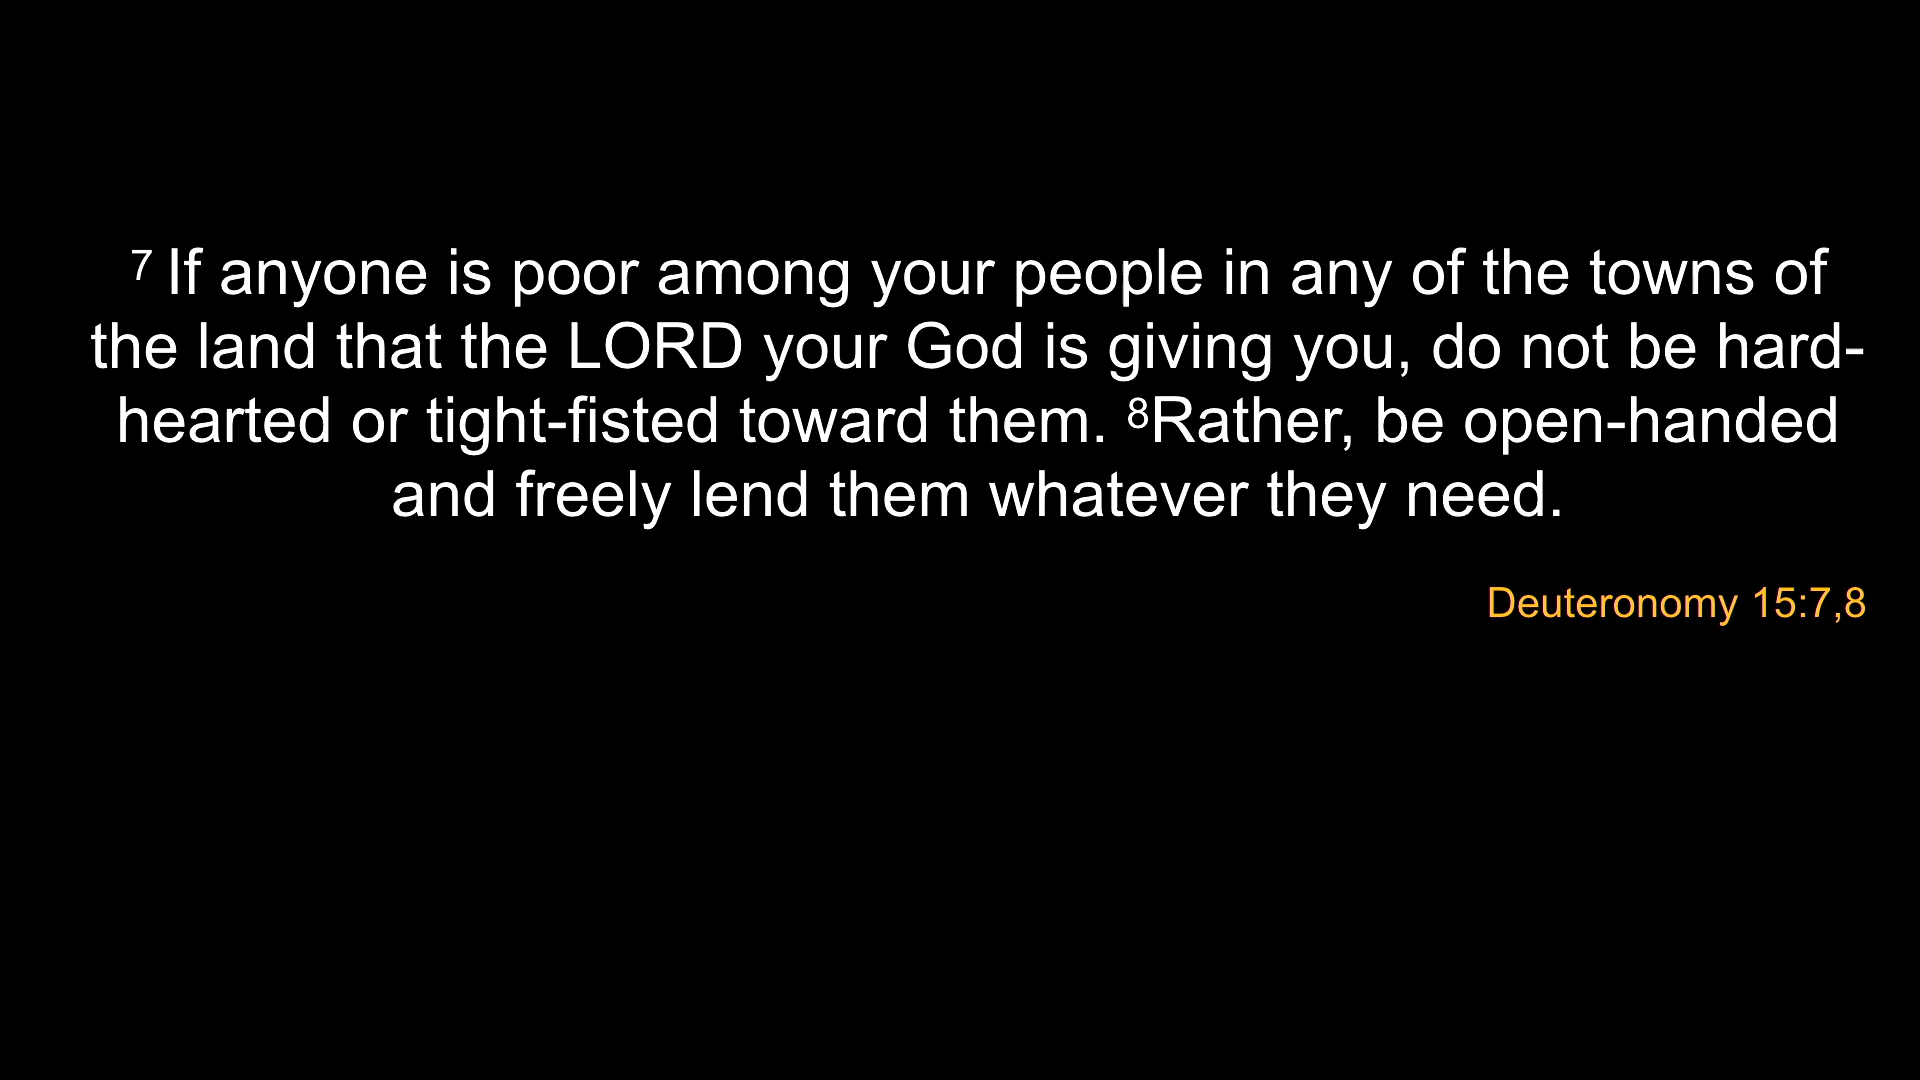 ⁷ If anyone is poor among your people in any of the towns of
the land that the LORD your God is giving you, do not be hard-
hearted or tight-fisted toward them. ⁸Rather, be open-handed
and freely lend them whatever they need.
Deuteronomy 15:7,8